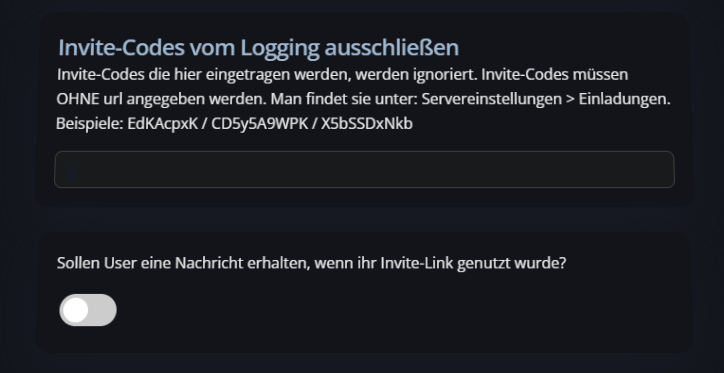 Invite-Codes vom Logging ausschließen
Invite-Codes die hier eingetragen werden, werden ignoriert. Invite-Codes müssen
OHNE url angegeben werden. Man findet sie unter: Servereinstellungen > Einladungen.
Beispiele: EdKAcpxK / CD5y5A9WPK / X5bSSDxNkb
Sollen User eine Nachricht erhalten, wenn ihr Invite-Link genutzt wurde?